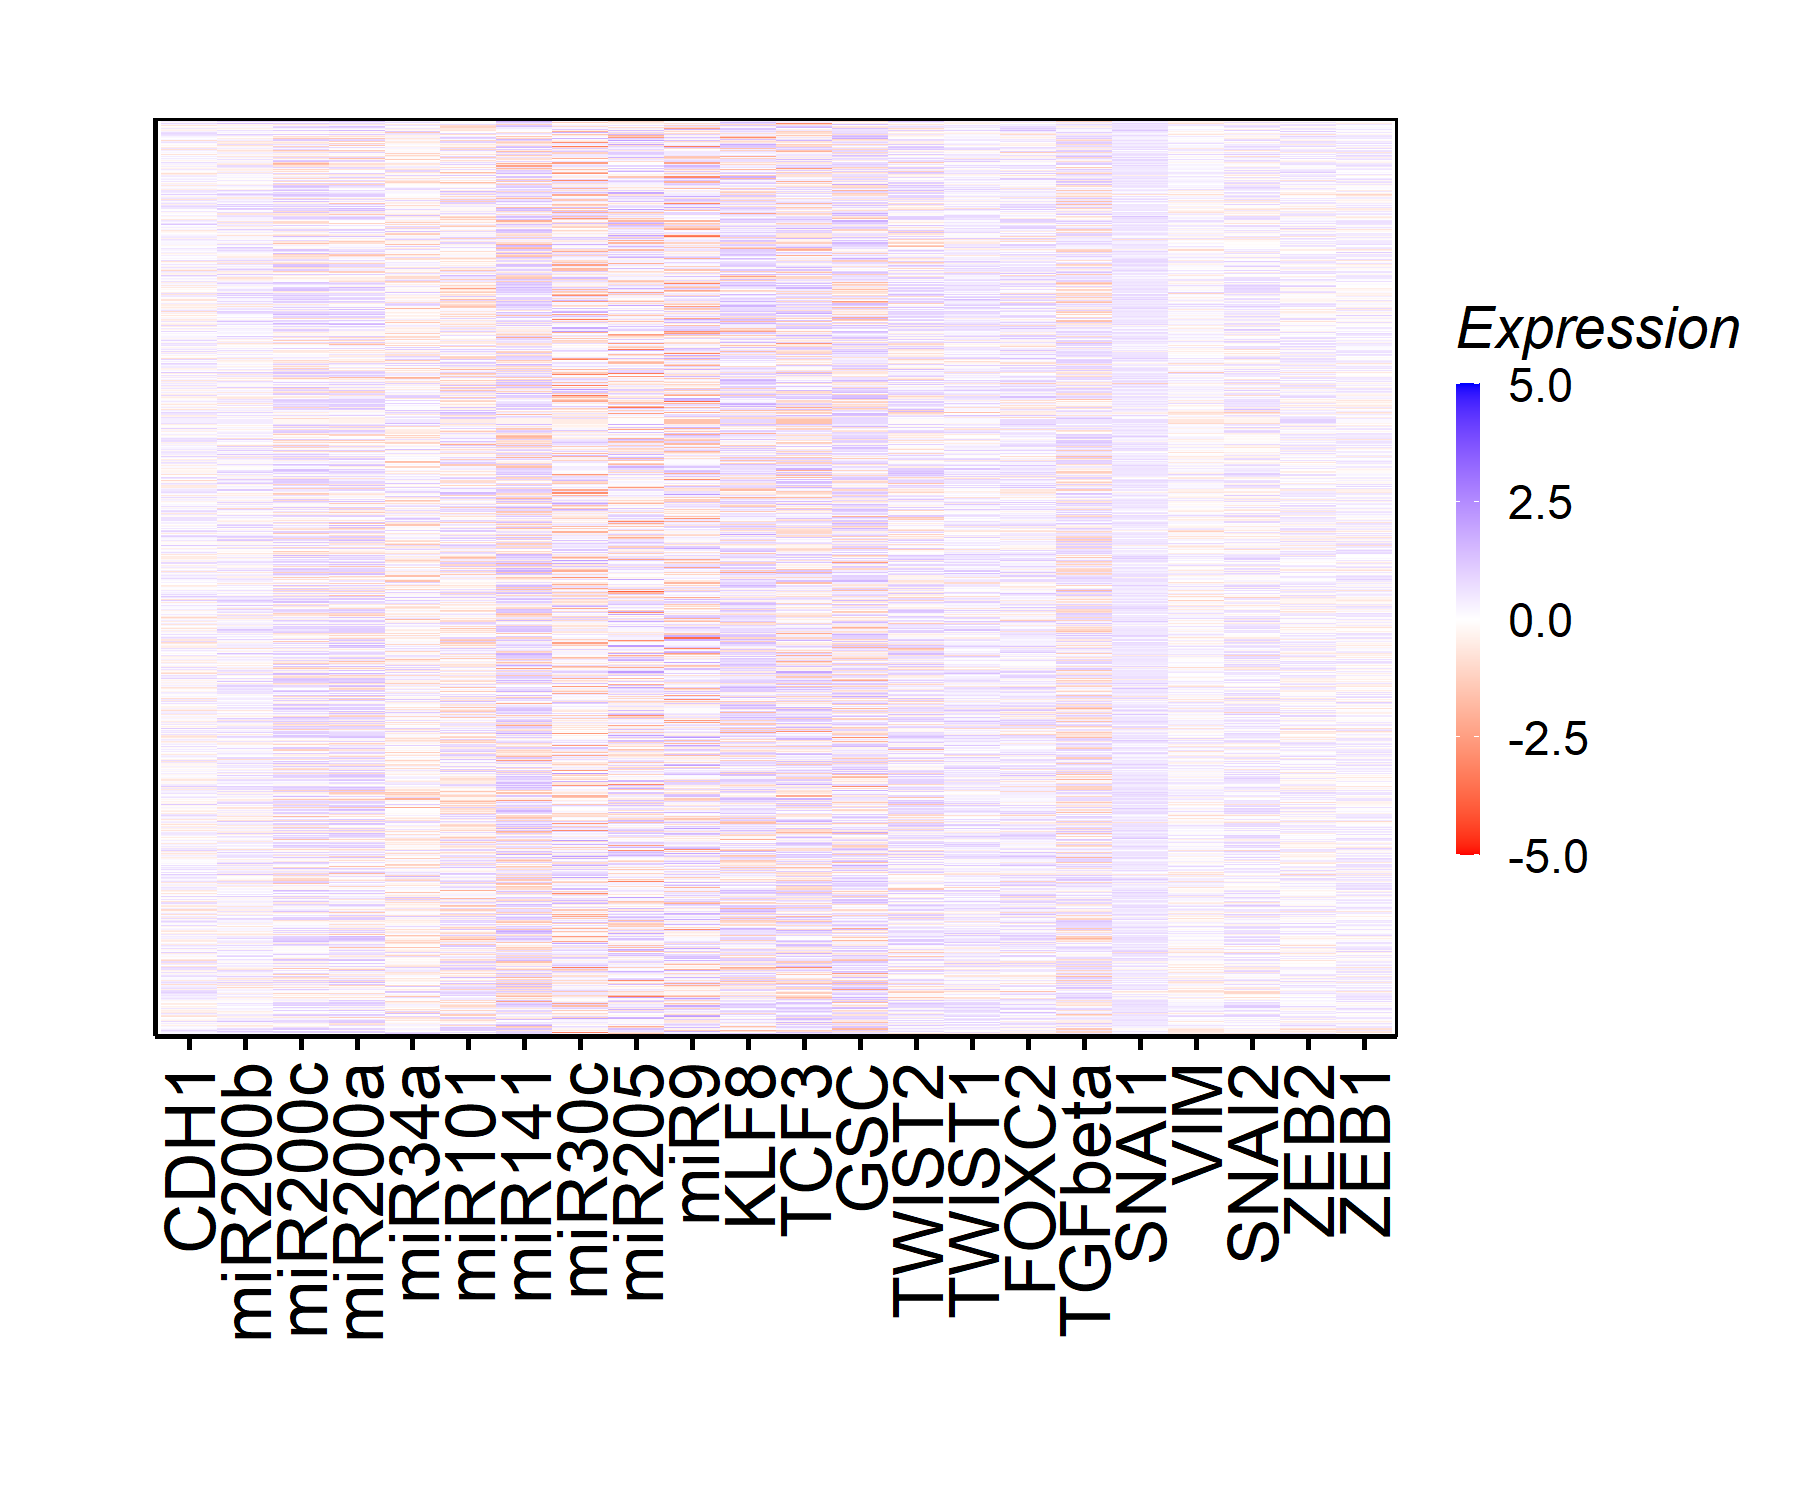 Expression
5.0
2.5
0.0
-2.5
-5.0
CDH1
miR200b
miR200c
miR200a
miR34a
miR101
miR141
miR30c
miR205
miR9
KLF8
TCF3
GSC
TWIST2
TWIST1
FOXC2
TGFbeta
SNAI1
VIM
SNAI2
ZEB2
ZEB1